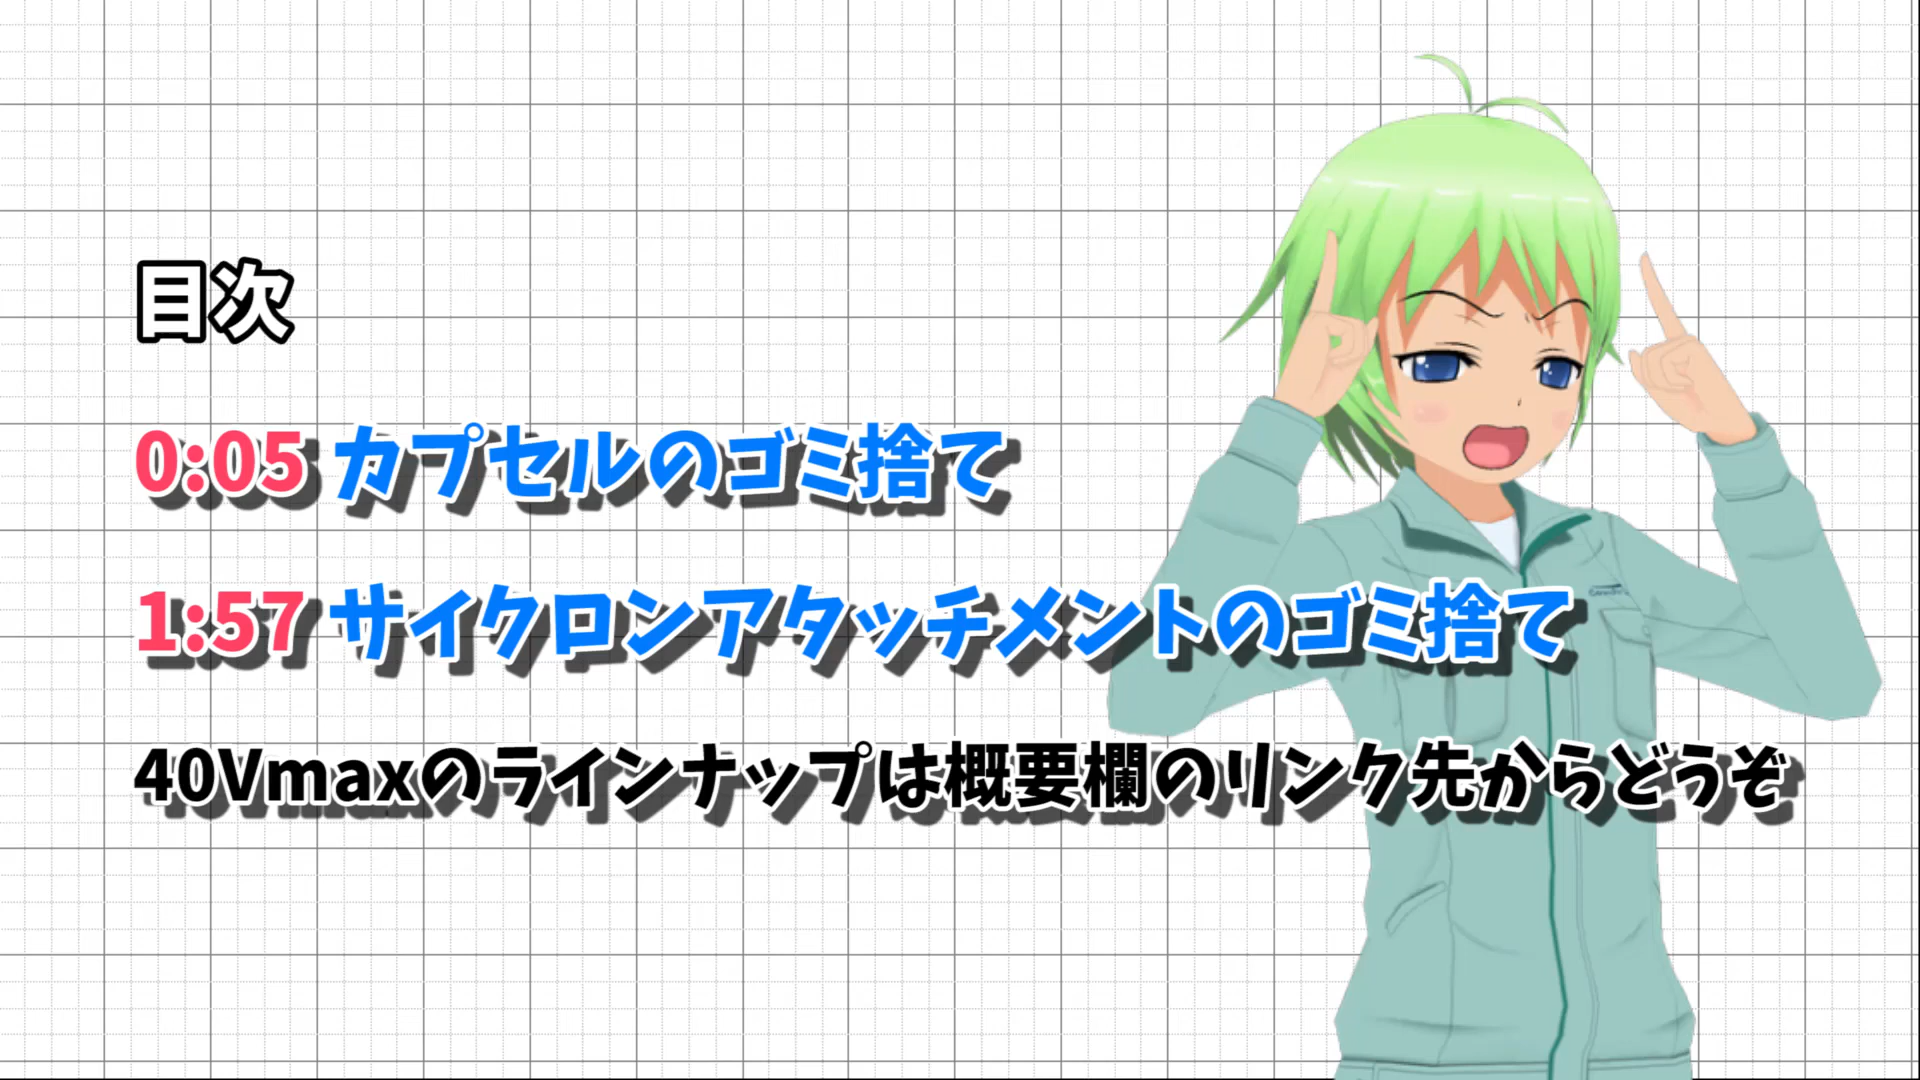 目次
0:05 カプセルのゴミ捨て
1:57 サイクロンアタッチメントのゴミ捨て
40Vmaxのラインナップは概要欄のリンク先からどうぞ